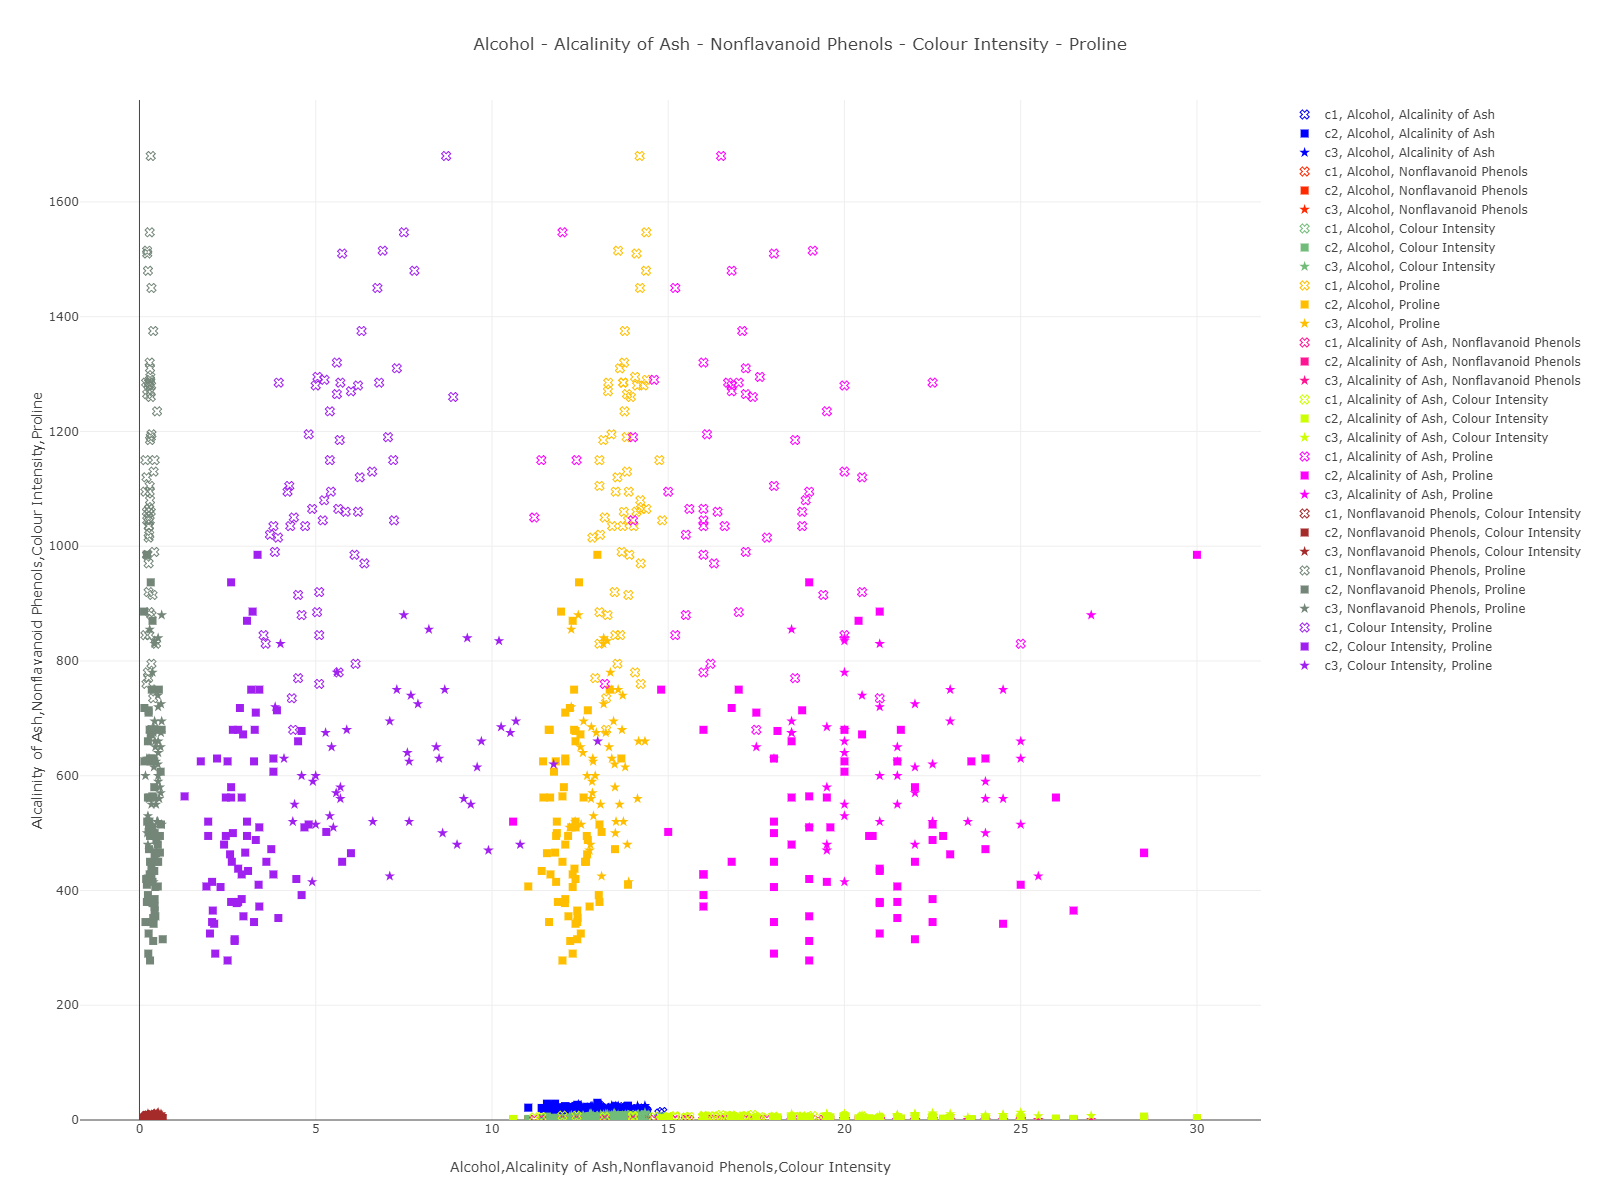 Alcohol - Alcalinity of Ash - Nonflavanoid Phenols - Colour Intensity - Proline
Alcalinity of Ash,Nonflavanoid Phenols,Colour Intensity,Proline
1600
1400
1200
1000
800
600
400
200
0
0 5 10 15 20 25 30
Alcohol,Alcalinity of Ash,Nonflavanoid Phenols,Colour Intensity
c1, Alcohol, Alcalinity of Ash
c2, Alcohol, Alcalinity of Ash
c3, Alcohol, Alcalinity of Ash
c1, Alcohol, Nonflavanoid Phenols
c2, Alcohol, Nonflavanoid Phenols
c3, Alcohol, Nonflavanoid Phenols
c1, Alcohol, Colour Intensity
c2, Alcohol, Colour Intensity
c3, Alcohol, Colour Intensity
c1, Alcohol, Proline
c2, Alcohol, Proline
c3, Alcohol, Proline
c1, Alcalinity of Ash, Nonflavanoid Phenols
c2, Alcalinity of Ash, Nonflavanoid Phenols
c3, Alcalinity of Ash, Nonflavanoid Phenols
c1, Alcalinity of Ash, Colour Intensity
c2, Alcalinity of Ash, Colour Intensity
c3, Alcalinity of Ash, Colour Intensity
c1, Alcalinity of Ash, Proline
c2, Alcalinity of Ash, Proline
c3, Alcalinity of Ash, Proline
c1, Nonflavanoid Phenols, Colour Intensity
c2, Nonflavanoid Phenols, Colour Intensity
c3, Nonflavanoid Phenols, Colour Intensity
c1, Nonflavanoid Phenols, Proline
c2, Nonflavanoid Phenols, Proline
c3, Nonflavanoid Phenols, Proline
c1, Colour Intensity, Proline
c2, Colour Intensity, Proline
c3, Colour Intensity, Proline